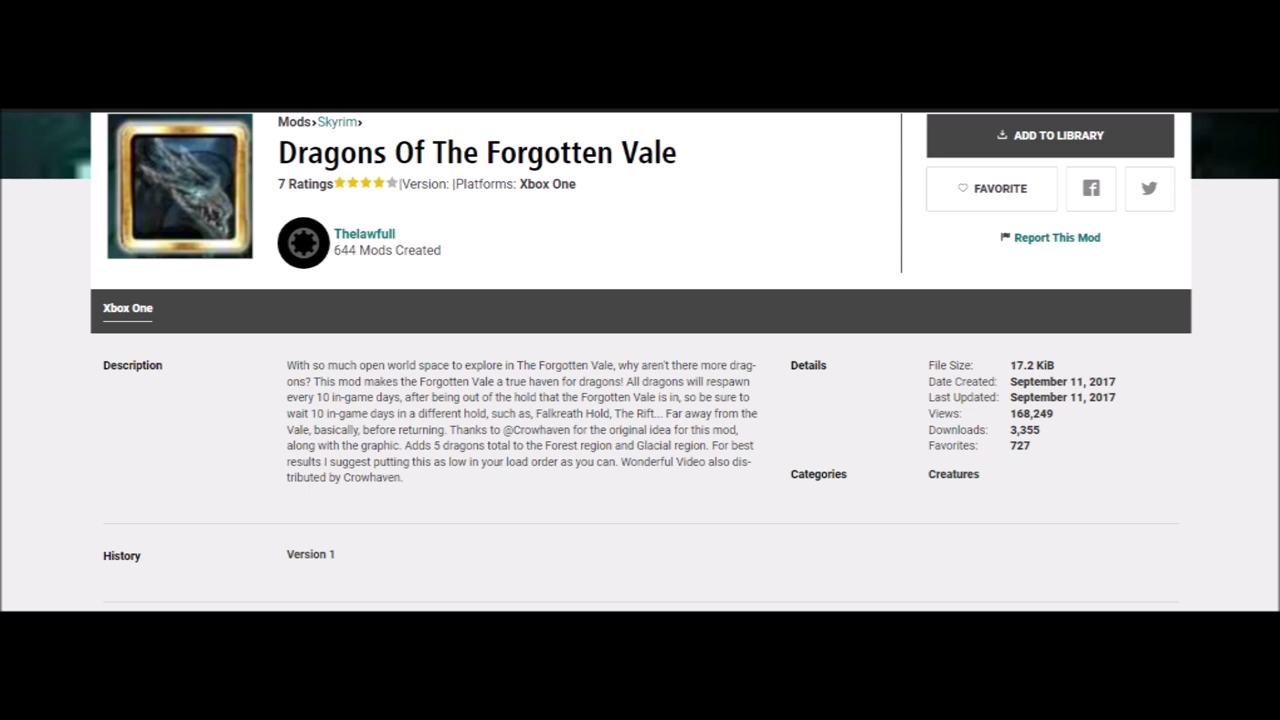 Mods›Skyrim›
Dragons Of The Forgotten Vale
7 Ratings |Version: |Platforms: Xbox One
Thelawfull
644 Mods Created
ADD TO LIBRARY
FAVORITE
Report This Mod
Xbox One
Description
With so much open world space to explore in The Forgotten Vale, why aren't there more drag-
ons? This mod makes the Forgotten Vale a true haven for dragons! All dragons will respawn
every 10 in-game days, after being out of the hold that the Forgotten Vale is in, so be sure to
wait 10 in-game days in a different hold, such as, Falkreath Hold, The Rift... Far away from the
Vale, basically, before returning. Thanks to @Crowhaven for the original idea for this mod,
along with the graphic. Adds 5 dragons total to the Forest region and Glacial region. For best
results I suggest putting this as low in your load order as you can. Wonderful Video also dis-
tributed by Crowhaven.
Details
File Size: 17.2 KiB
Date Created: September 11, 2017
Last Updated: September 11, 2017
Views: 168,249
Downloads: 3,355
Favorites: 727
Categories Creatures
History Version 1